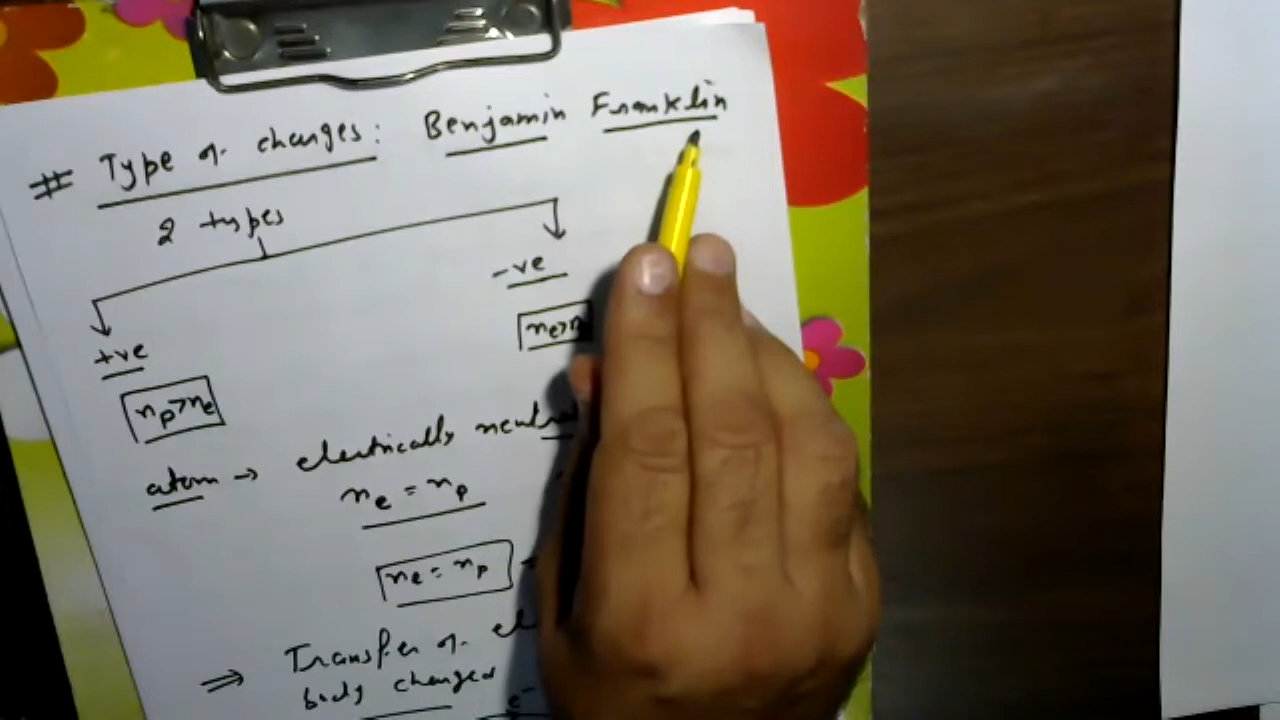 # Type of changes: Benjamin Franklin
2 types
-ve
+ve
np>ne
atom → electrically neutral
ne = np
ne = np
⇒ Transfer of
body changed
e-